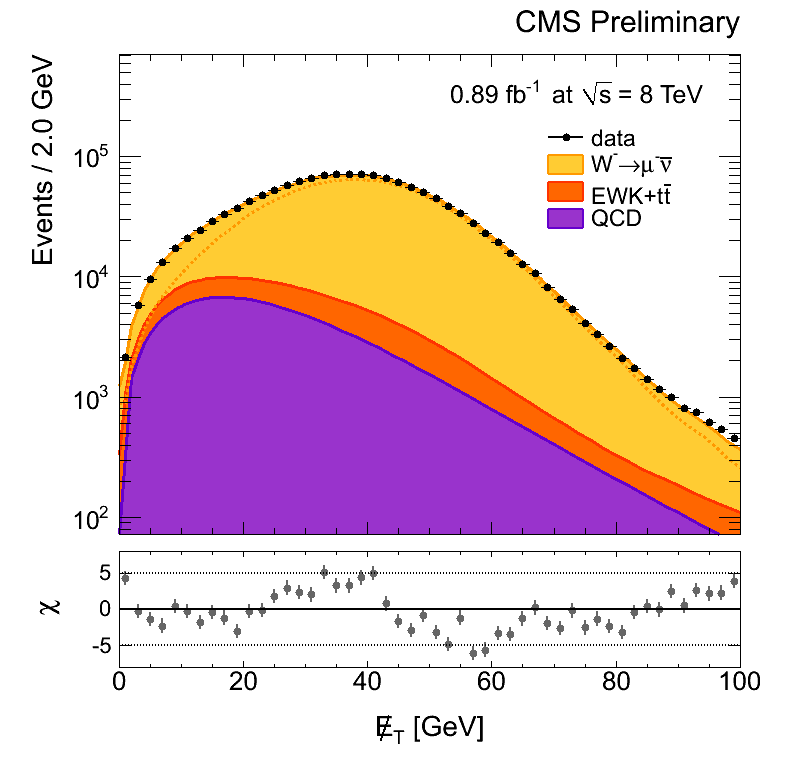 CMS Preliminary
0.89 fb⁻¹ at √s = 8 TeV
data
W⁻→μ⁻ν̅
EWK+tt̅
QCD
Events / 2.0 GeV
10⁵
10⁴
10³
10²
χ
5
0
-5
0 20 40 60 80 100
E̸_T [GeV]